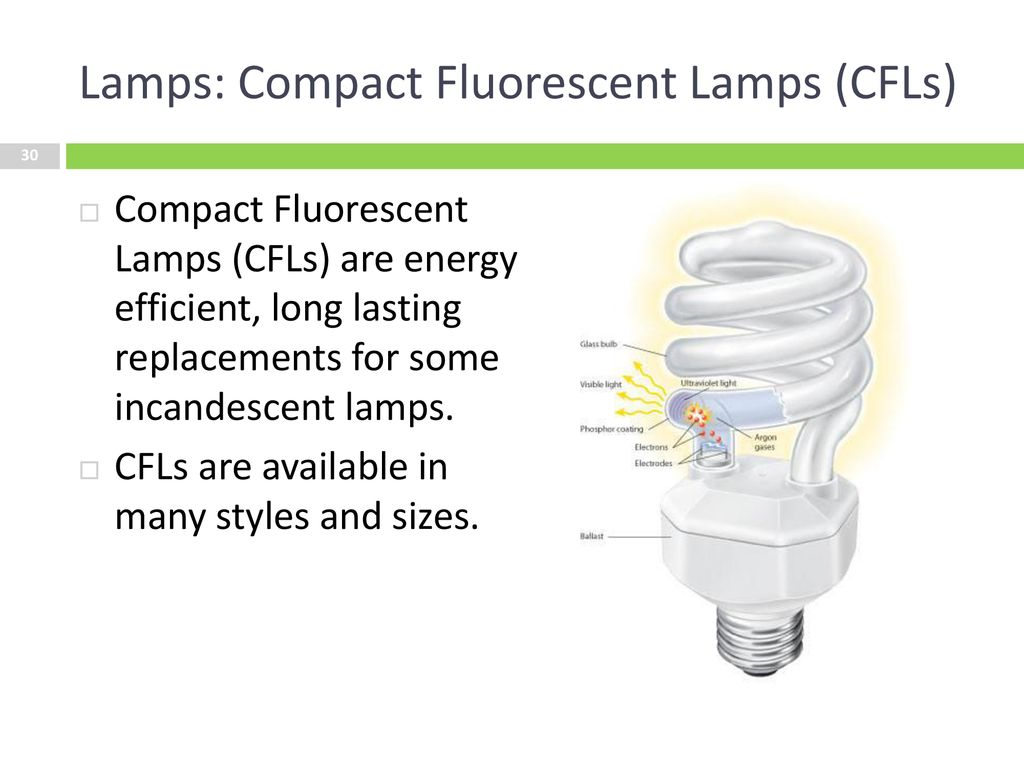 Lamps: Compact Fluorescent Lamps (CFLs)
30
Compact Fluorescent
Lamps (CFLs) are energy
efficient, long lasting
replacements for some
incandescent lamps.
CFLs are available in
many styles and sizes.
Glass bulb
Visible light
Ultraviolet light
Phosphor coating
Electrons
Electrodes
Argon
gases
Ballast